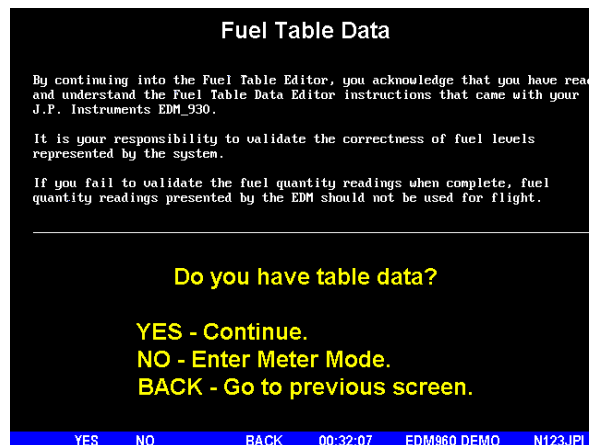 Fuel Table Data
By continuing into the Fuel Table Editor, you acknowledge that you have rea
and understand the Fuel Table Data Editor instructions that came with your
J.P. Instruments EDM_930.
It is your responsibility to validate the correctness of fuel levels
represented by the system.
If you fail to validate the fuel quantity readings when complete, fuel
quantity readings presented by the EDM should not be used for flight.
Do you have table data?
YES - Continue.
NO - Enter Meter Mode.
BACK - Go to previous screen.
YES NO BACK 00:32:07 EDM960 DEMO N123JPI